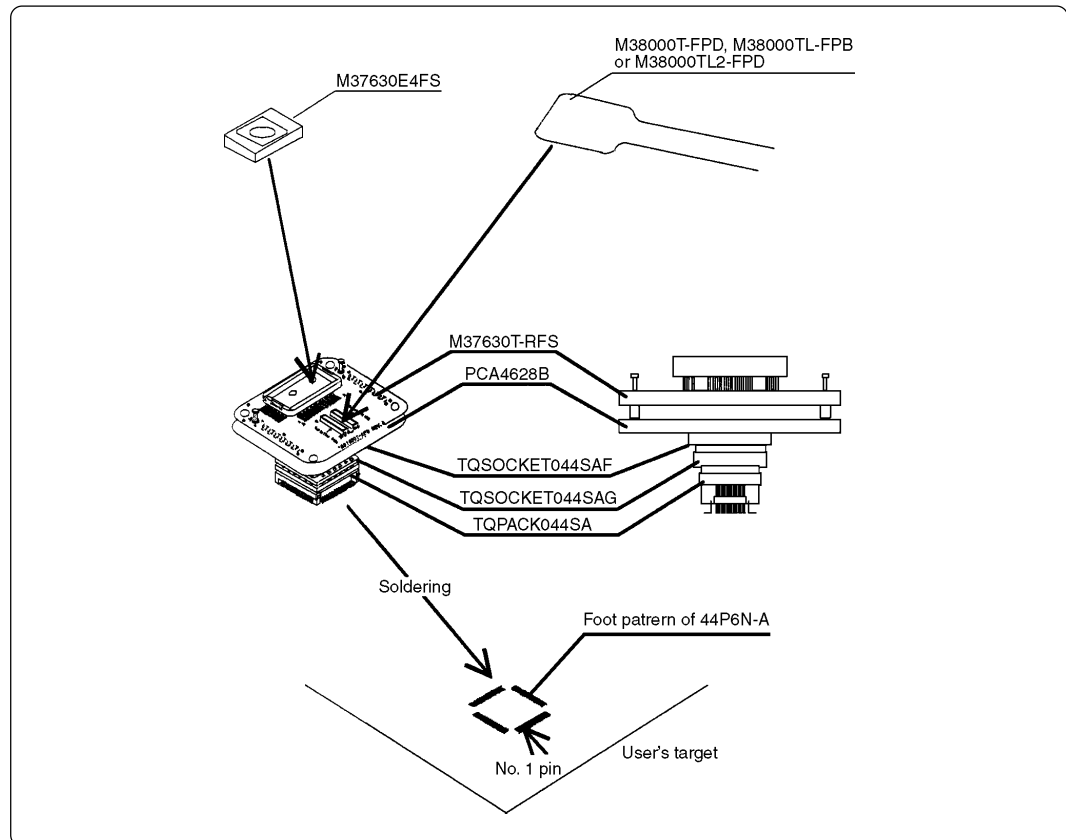 M38000T-FPD, M38000TL-FPB
or M38000TL2-FPD
M37630E4FS
M37630T-RFS
PCA4628B
TQSOCKET044SAF
TQSOCKET044SAG
TQPACK044SA
Soldering
Foot patrern of 44P6N-A
User's target
No. 1 pin